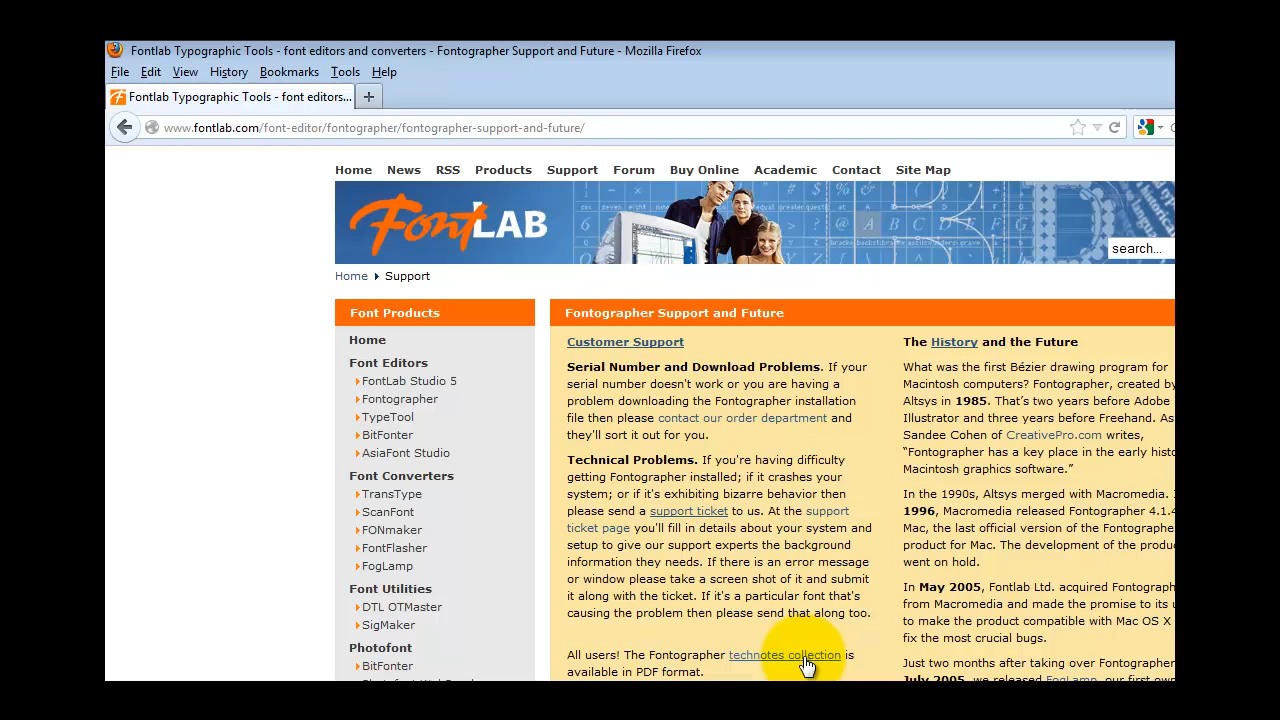 Fontlab Typographic Tools - font editors and converters - Fontographer Support and Future - Mozilla Firefox
File Edit View History Bookmarks Tools Help
Fontlab Typographic Tools - font editors... +
www.fontlab.com/font-editor/fontographer/fontographer-support-and-future/
Home News RSS Products Support Forum Buy Online Academic Contact Site Map
FontLAB
search...
Home Support
Font Products
Home
Font Editors
FontLab Studio 5
Fontographer
TypeTool
BitFonter
AsiaFont Studio
Font Converters
TransType
ScanFont
FONmaker
FontFlasher
FogLamp
Font Utilities
DTL OTMaster
SigMaker
Photofont
BitFonter
Fontographer Support and Future
Customer Support
Serial Number and Download Problems. If your
serial number doesn't work or you are having a
problem downloading the Fontographer installation
file then please contact our order department and
they'll sort it out for you.
Technical Problems. If you're having difficulty
getting Fontographer installed; if it crashes your
system; or if it's exhibiting bizarre behavior then
please send a support ticket to us. At the support
ticket page you'll fill in details about your system and
setup to give our support experts the background
information they needs. If there is an error message
or window please take a screen shot of it and submit
it along with the ticket. If it's a particular font that's
causing the problem then please send that along too.
All users! The Fontographer technotes collection is
available in PDF format.
The History and the Future
What was the first Bézier drawing program for
Macintosh computers? Fontographer, created by
Altsys in 1985. That's two years before Adobe
Illustrator and three years before Freehand. As
Sandee Cohen of CreativePro.com writes,
“Fontographer has a key place in the early histo
Macintosh graphics software.”
In the 1990s, Altsys merged with Macromedia.
1996, Macromedia released Fontographer 4.1.4
Mac, the last official version of the Fontographe
product for Mac. The development of the produc
went on hold.
In May 2005, Fontlab Ltd. acquired Fontograph
from Macromedia and made the promise to its u
to make the product compatible with Mac OS X
fix the most crucial bugs.
Just two months after taking over Fontographe
July 2005, we released FogLamp, our first own